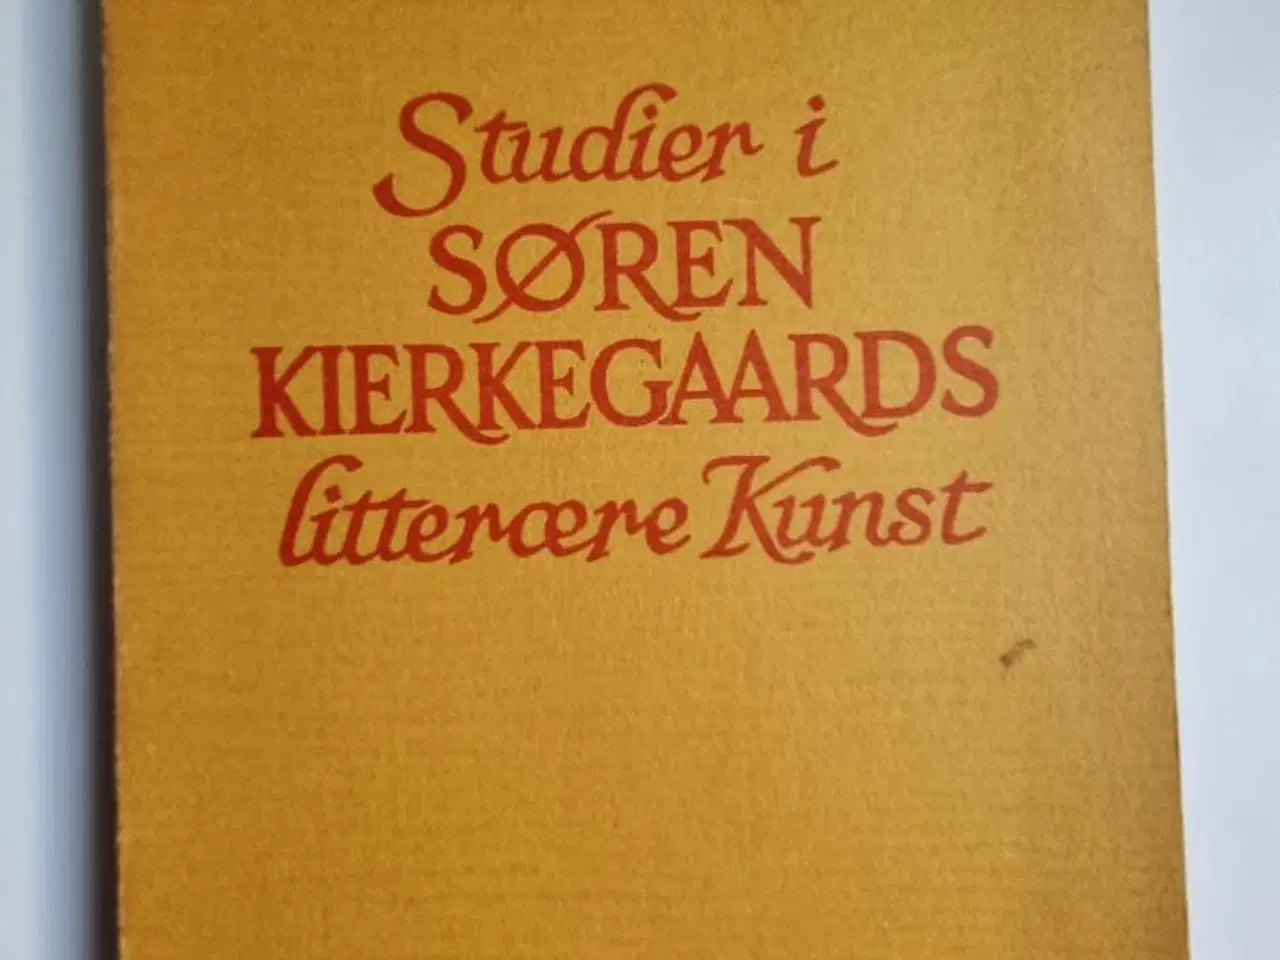 Studier i
SØREN
KIERKEGAARDS
litterære Kunst